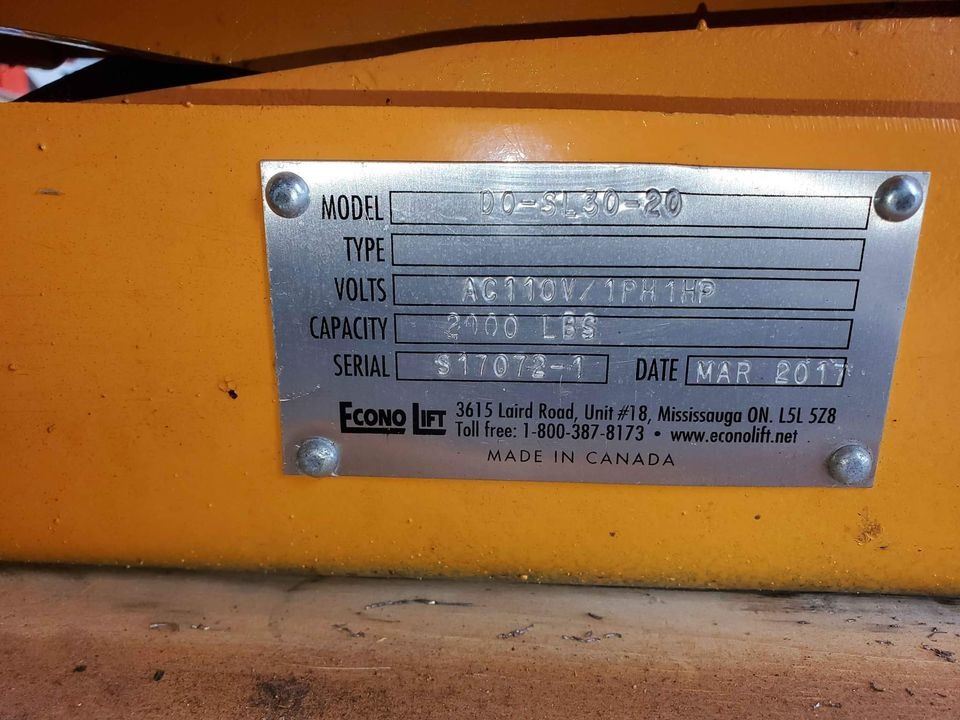 MODEL DO-SL30-20
TYPE
VOLTS AC110V/1PH1HP
CAPACITY 2000 LBS
SERIAL S17072-1 DATE MAR 2017
ECONO LIFT 3615 Laird Road, Unit #18, Mississauga ON. L5L 5Z8
Toll free: 1-800-387-8173 • www.econolift.net
MADE IN CANADA